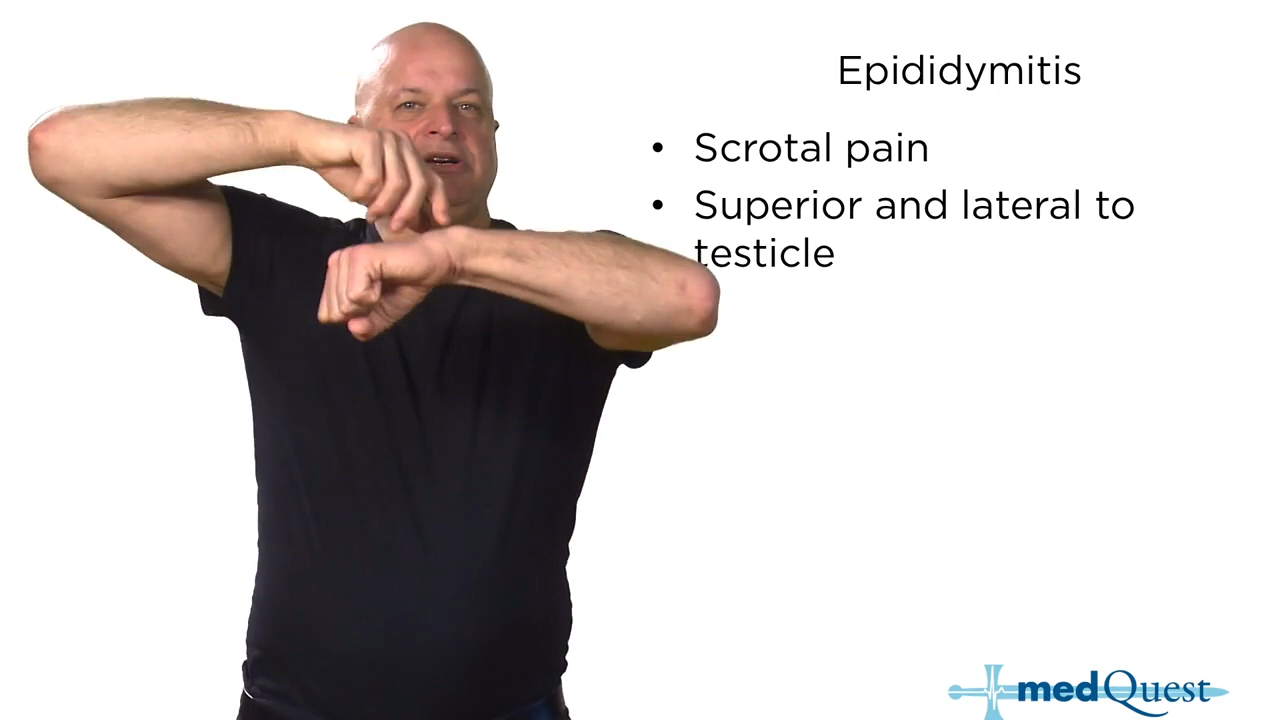 Epididymitis
• Scrotal pain
• Superior and lateral to
testicle
medQuest